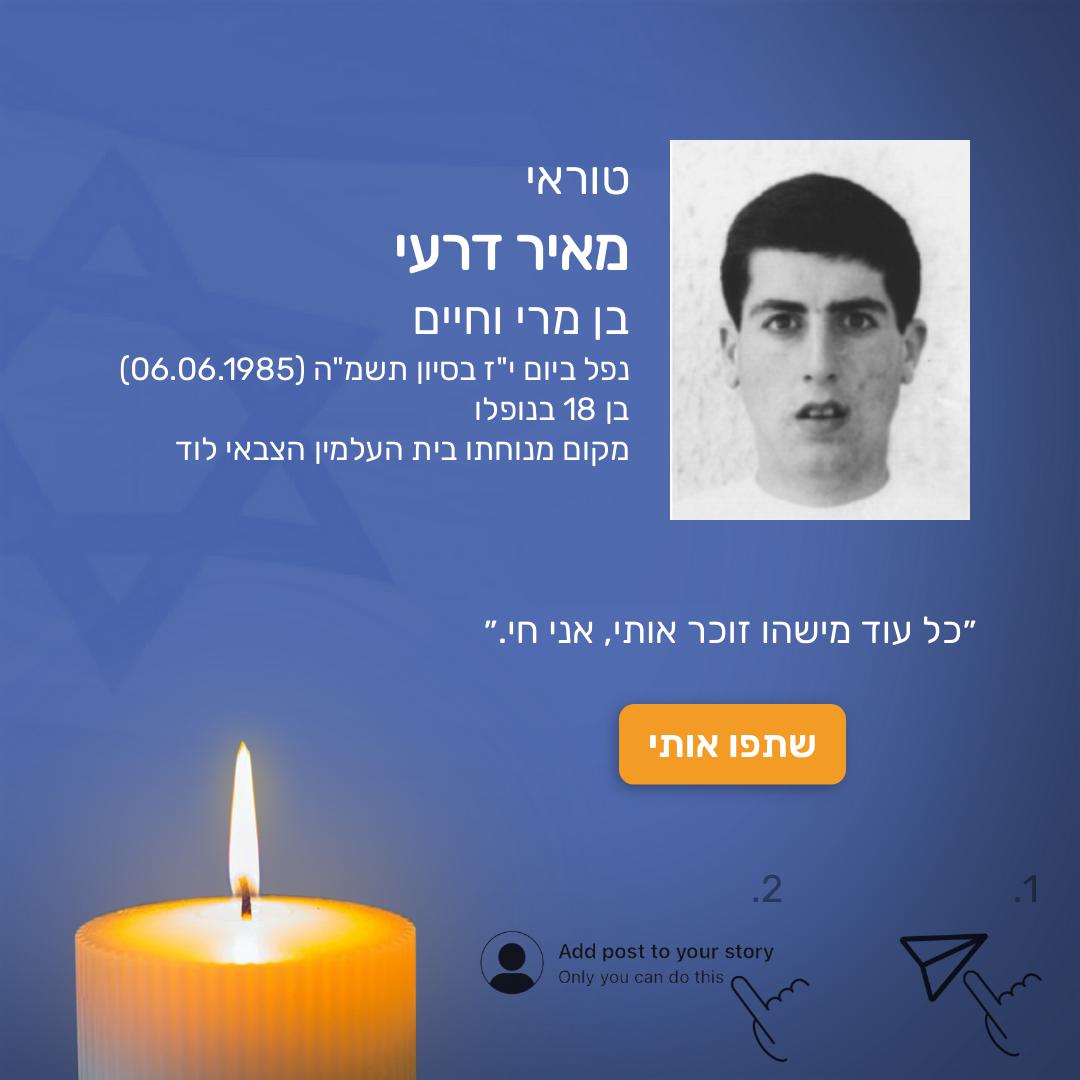 טוראי
מאיר דרעי
בן מרי וחיים
נפל ביום י"ז בסיון תשמ"ה (06.06.1985)
בן 18 בנופלו
מקום מנוחתו בית העלמין הצבאי לוד
״כל עוד מישהו זוכר אותי, אני חי.״
שתפו אותי
1.
2.
Add post to your story
Only you can do this